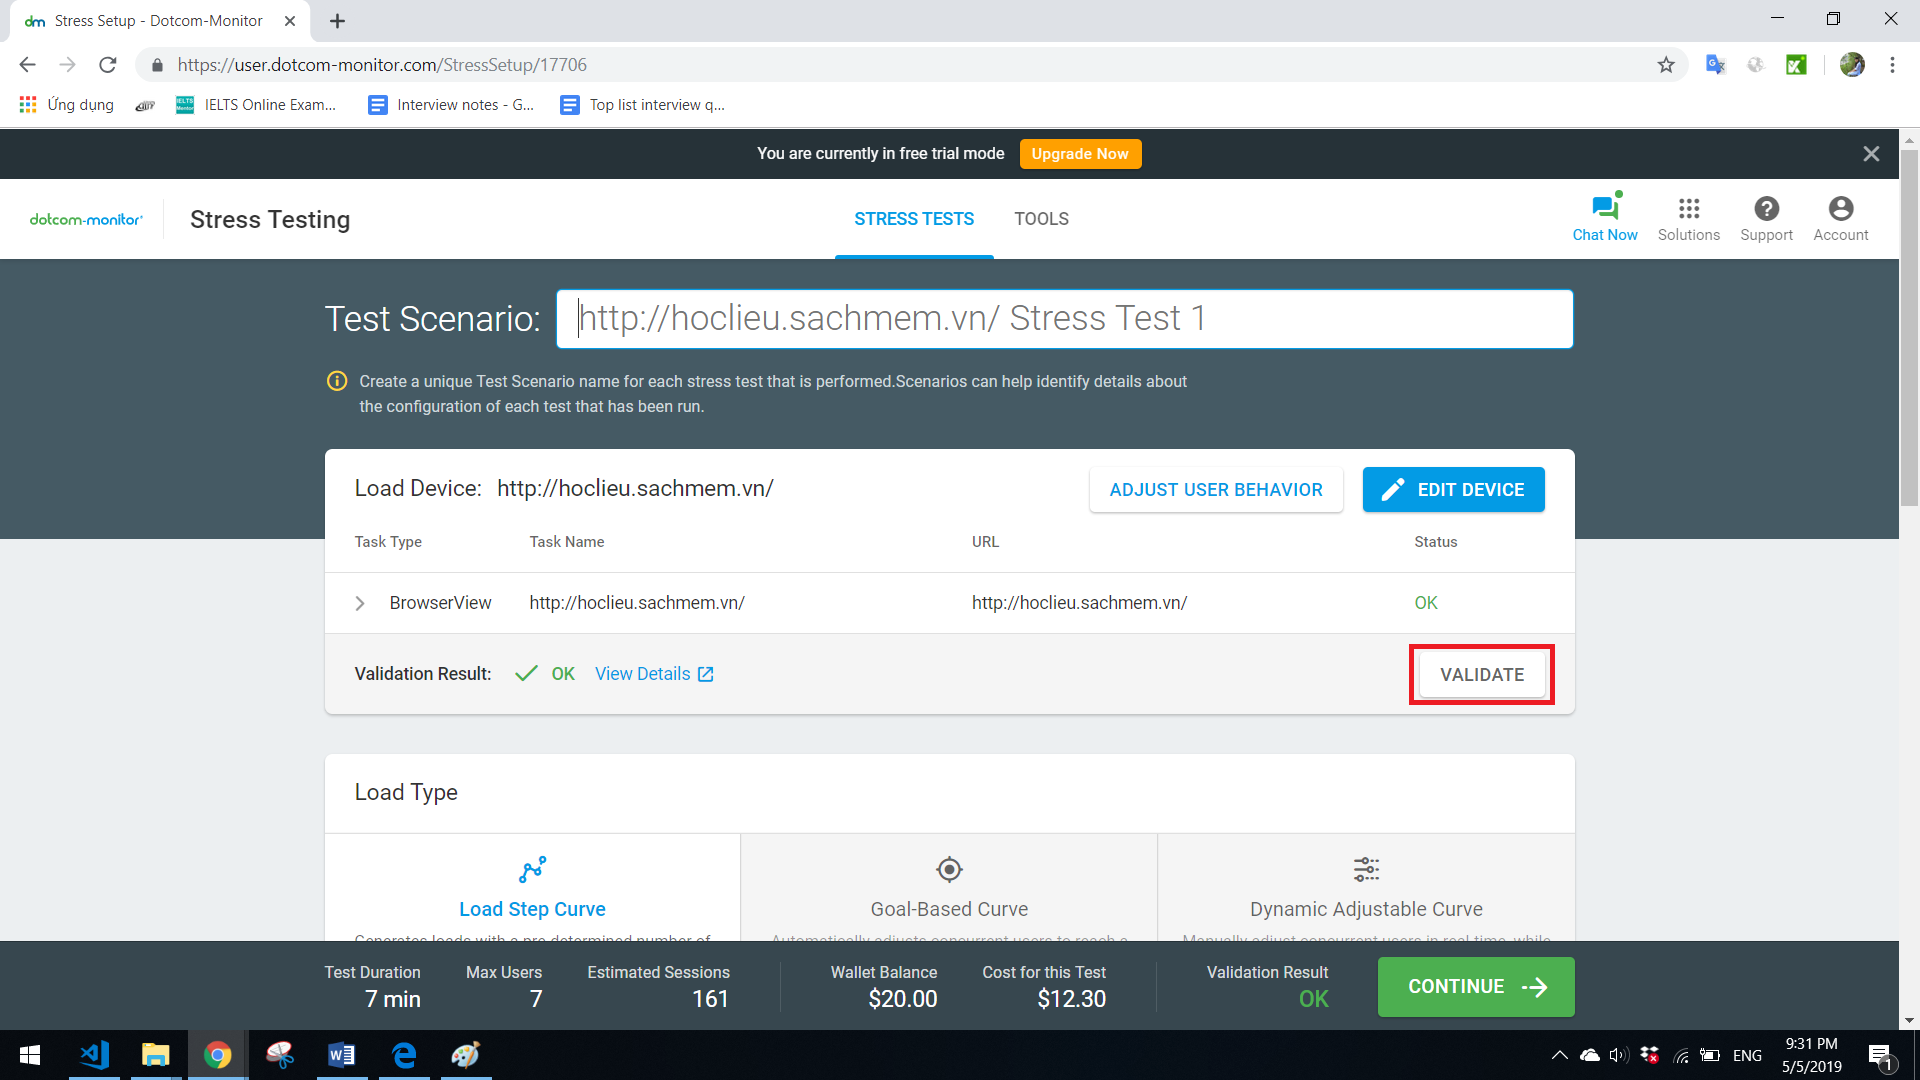 dm Stress Setup - Dotcom-Monitor
https://user.dotcom-monitor.com/StressSetup/17706
Ứng dụng
IELTS Online Exam...
Interview notes - G...
Top list interview q...
You are currently in free trial mode
Upgrade Now
dotcom-monitor
Stress Testing
STRESS TESTS
TOOLS
Chat Now
Solutions
Support
Account
Test Scenario:
http://hoclieu.sachmem.vn/ Stress Test 1
Create a unique Test Scenario name for each stress test that is performed.Scenarios can help identify details about
the configuration of each test that has been run.
Load Device: http://hoclieu.sachmem.vn/
ADJUST USER BEHAVIOR
EDIT DEVICE
Task Type Task Name URL Status
BrowserView http://hoclieu.sachmem.vn/ http://hoclieu.sachmem.vn/ OK
Validation Result: OK View Details
VALIDATE
Load Type
Load Step Curve
Goal-Based Curve
Dynamic Adjustable Curve
Generates loads with a pre-determined number of
Automatically adjusts concurrent users to reach a
Manually adjust concurrent users in real time, while
Test Duration Max Users Estimated Sessions Wallet Balance Cost for this Test Validation Result
7 min 7 161 $20.00 $12.30 OK
CONTINUE
ENG
9:31 PM
5/5/2019
1